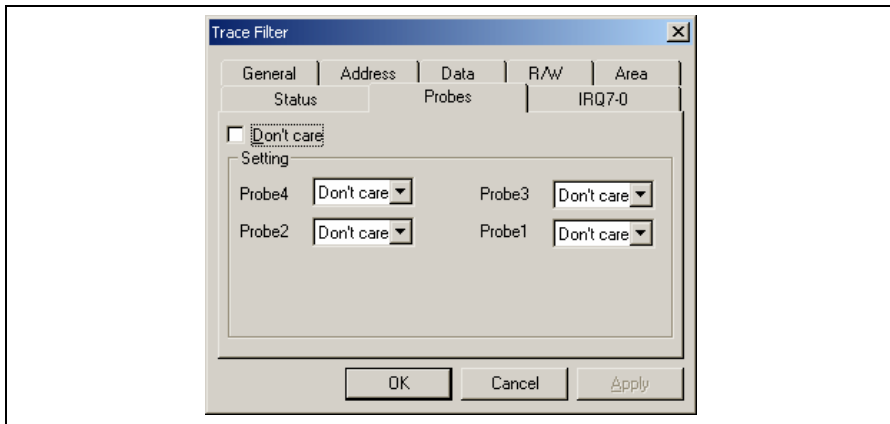 Trace Filter
General Address Data R/W Area
Status Probes IRQ7-0
Don't care
Setting
Probe4 Don't care Probe3 Don't care
Probe2 Don't care Probe1 Don't care
OK Cancel Apply